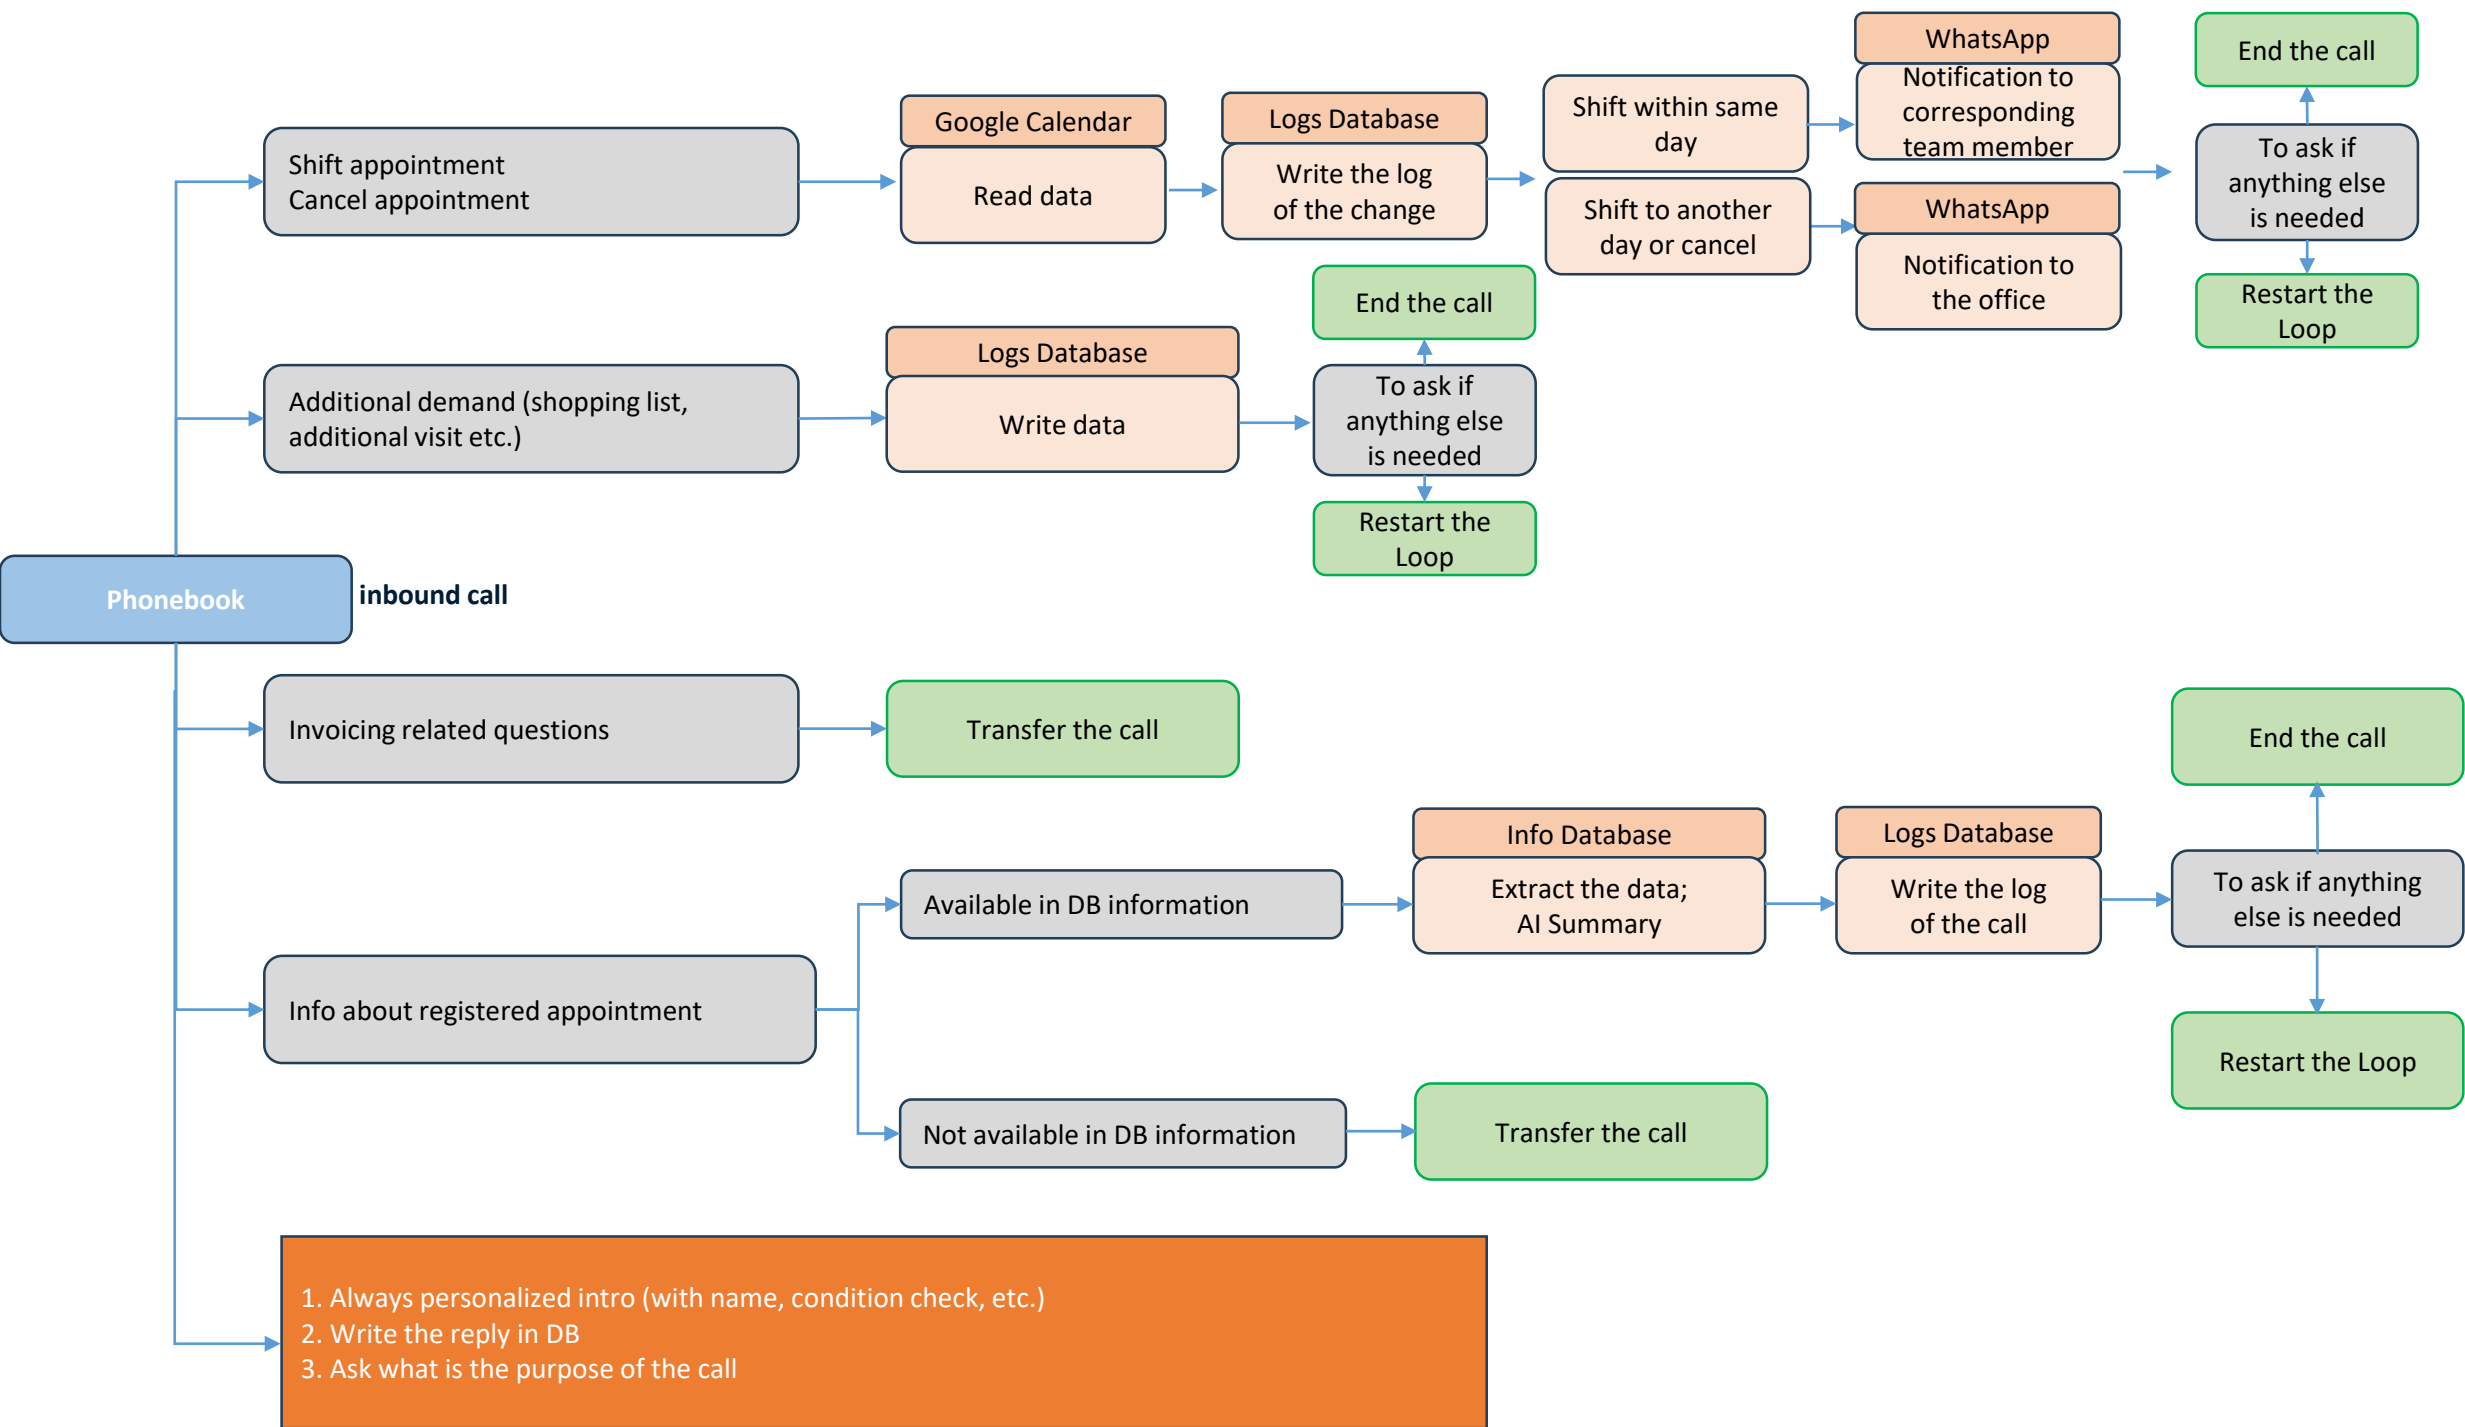 WhatsApp
Notification to
corresponding
team member
End the call
Google Calendar
Read data
Logs Database
Write the log
of the change
Shift within same
day
Shift to another
day or cancel
WhatsApp
Notification to
the office
To ask if
anything else
is needed
Restart the
Loop
Shift appointment
Cancel appointment
End the call
Logs Database
Write data
To ask if
anything else
is needed
Restart the
Loop
Additional demand (shopping list,
additional visit etc.)
Phonebook
inbound call
Invoicing related questions
Transfer the call
End the call
Info Database
Extract the data;
AI Summary
Logs Database
Write the log
of the call
To ask if anything
else is needed
Available in DB information
Info about registered appointment
Restart the Loop
Not available in DB information
Transfer the call
1. Always personalized intro (with name, condition check, etc.)
2. Write the reply in DB
3. Ask what is the purpose of the call